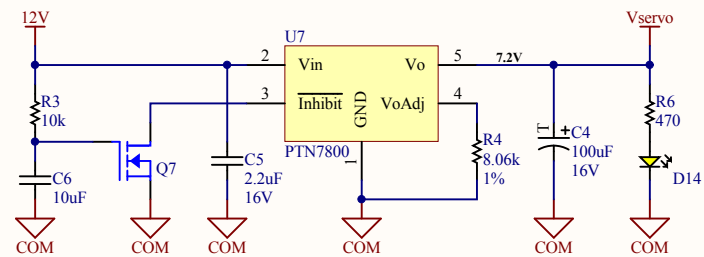 12V
Vservo
U7
2
Vin
Vo
5
7.2V
3
Inhibit
GND
VoAdj
4
PTN7800
1
R3
10k
C6
10uF
Q7
C5
2.2uF
16V
R4
8.06k
1%
T
+
C4
100uF
16V
R6
470
D14
COM
COM
COM
COM
COM
COM